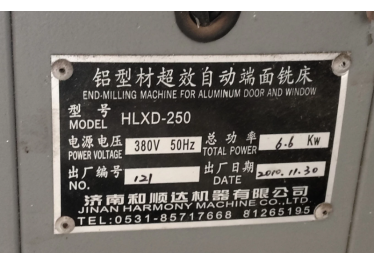 铝型材超效自动端面铣床
END-MILLING MACHINE FOR ALUMINUM DOOR AND WINDOW
型号 MODEL HLXD-250
电源电压 POWER VOLTAGE 380V 50Hz 总功率 TOTAL POWER 6.6 Kw
出厂编号 NO. 121 出厂日期 DATE 2010.11.30
济南和顺达机器有限公司
JINAN HARMONY MACHINE CO.,LTD
TEL:0531-85717668 81265195